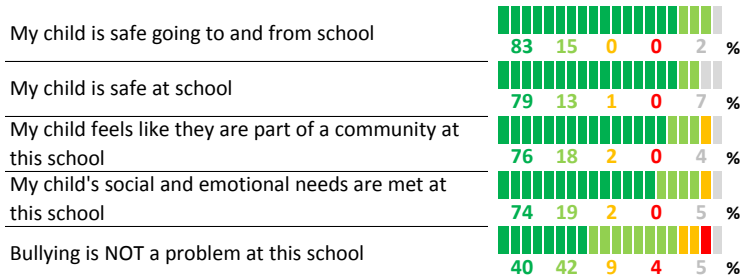 My child is safe going to and from school
83 15 0 0 2 %
My child is safe at school
79 13 1 0 7 %
My child feels like they are part of a community at
this school
76 18 2 0 4 %
My child's social and emotional needs are met at
this school
74 19 2 0 5 %
Bullying is NOT a problem at this school
40 42 9 4 5 %